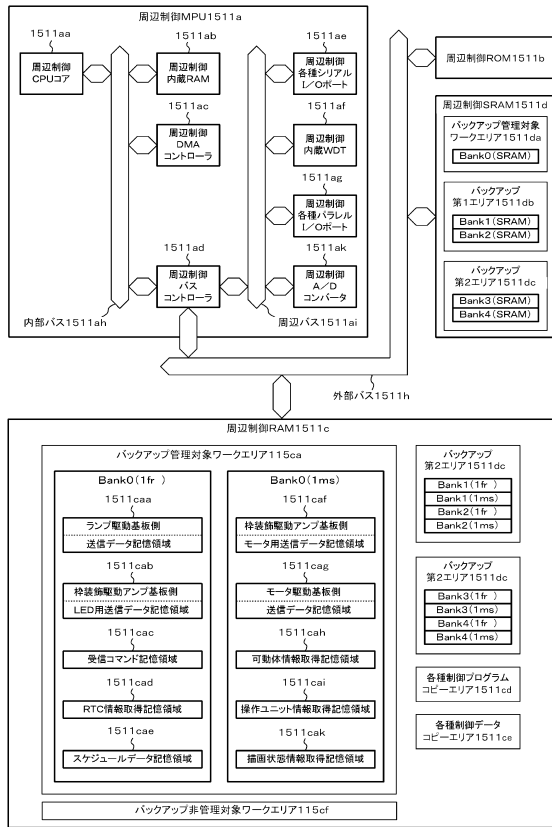 周辺制御MPU1511a
1511aa
周辺制御
CPUコア
1511ab
周辺制御
内蔵RAM
1511ac
周辺制御
DMA
コントローラ
1511ad
周辺制御
バス
コントローラ
内部バス1511ah
1511ae
周辺制御
各種シリアル
I/Oポート
1511af
周辺制御
内蔵WDT
1511ag
周辺制御
各種パラレル
I/Oポート
1511ak
周辺制御
A/D
コンバータ
周辺バス1511ai
外部バス1511h
周辺制御ROM1511b
周辺制御SRAM1511d
バックアップ管理対象
ワークエリア1511da
Bank0(SRAM)
バックアップ
第1エリア1511db
Bank1(SRAM)
Bank2(SRAM)
バックアップ
第2エリア1511dc
Bank3(SRAM)
Bank4(SRAM)
周辺制御RAM1511c
バックアップ管理対象ワークエリア115ca
Bank0(1fr )
1511caa
ランプ駆動基板側
送信データ記憶領域
1511cab
枠装飾駆動アンプ基板側
LED用送信データ記憶領域
1511cac
受信コマンド記憶領域
1511cad
RTC情報取得記憶領域
1511cae
スケジュールデータ記憶領域
Bank0(1ms)
1511caf
枠装飾駆動アンプ基板側
モータ用送信データ記憶領域
1511cag
モータ駆動基板側
送信データ記憶領域
1511cah
可動体情報取得記憶領域
1511cai
操作ユニット情報取得記憶領域
1511cak
描画状態情報取得記憶領域
バックアップ非管理対象ワークエリア115cf
バックアップ
第2エリア1511dc
Bank1(1fr )
Bank1(1ms)
Bank2(1fr )
Bank2(1ms)
バックアップ
第2エリア1511dc
Bank3(1fr )
Bank3(1ms)
Bank4(1fr )
Bank4(1ms)
各種制御プログラム
コピーエリア1511cd
各種制御データ
コピーエリア1511ce